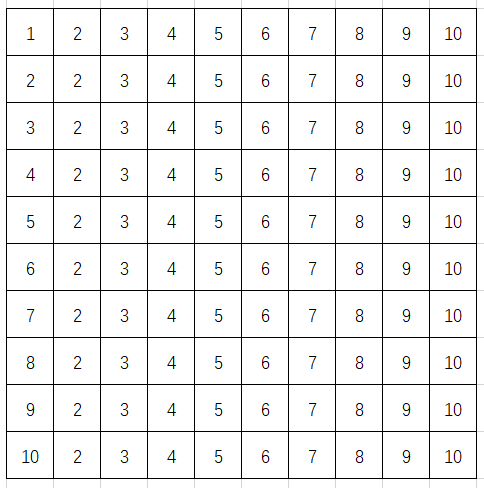 1 2 3 4 5 6 7 8 9 10
2 2 3 4 5 6 7 8 9 10
3 2 3 4 5 6 7 8 9 10
4 2 3 4 5 6 7 8 9 10
5 2 3 4 5 6 7 8 9 10
6 2 3 4 5 6 7 8 9 10
7 2 3 4 5 6 7 8 9 10
8 2 3 4 5 6 7 8 9 10
9 2 3 4 5 6 7 8 9 10
10 2 3 4 5 6 7 8 9 10